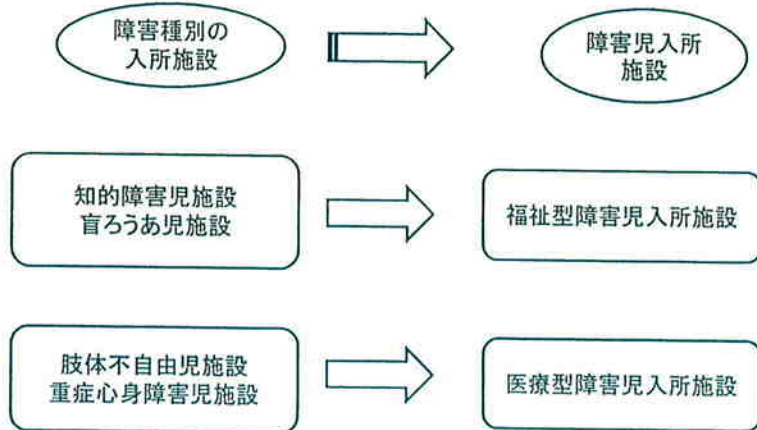 障害種別の
入所施設
障害児入所
施設
知的障害児施設
盲ろうあ児施設
福祉型障害児入所施設
肢体不自由児施設
重症心身障害児施設
医療型障害児入所施設